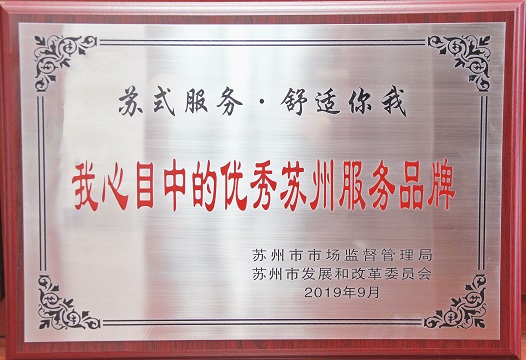 苏式服务·舒适你我
我心目中的优秀苏州服务品牌
苏州市市场监督管理局
苏州市发展和改革委员会
2019年9月